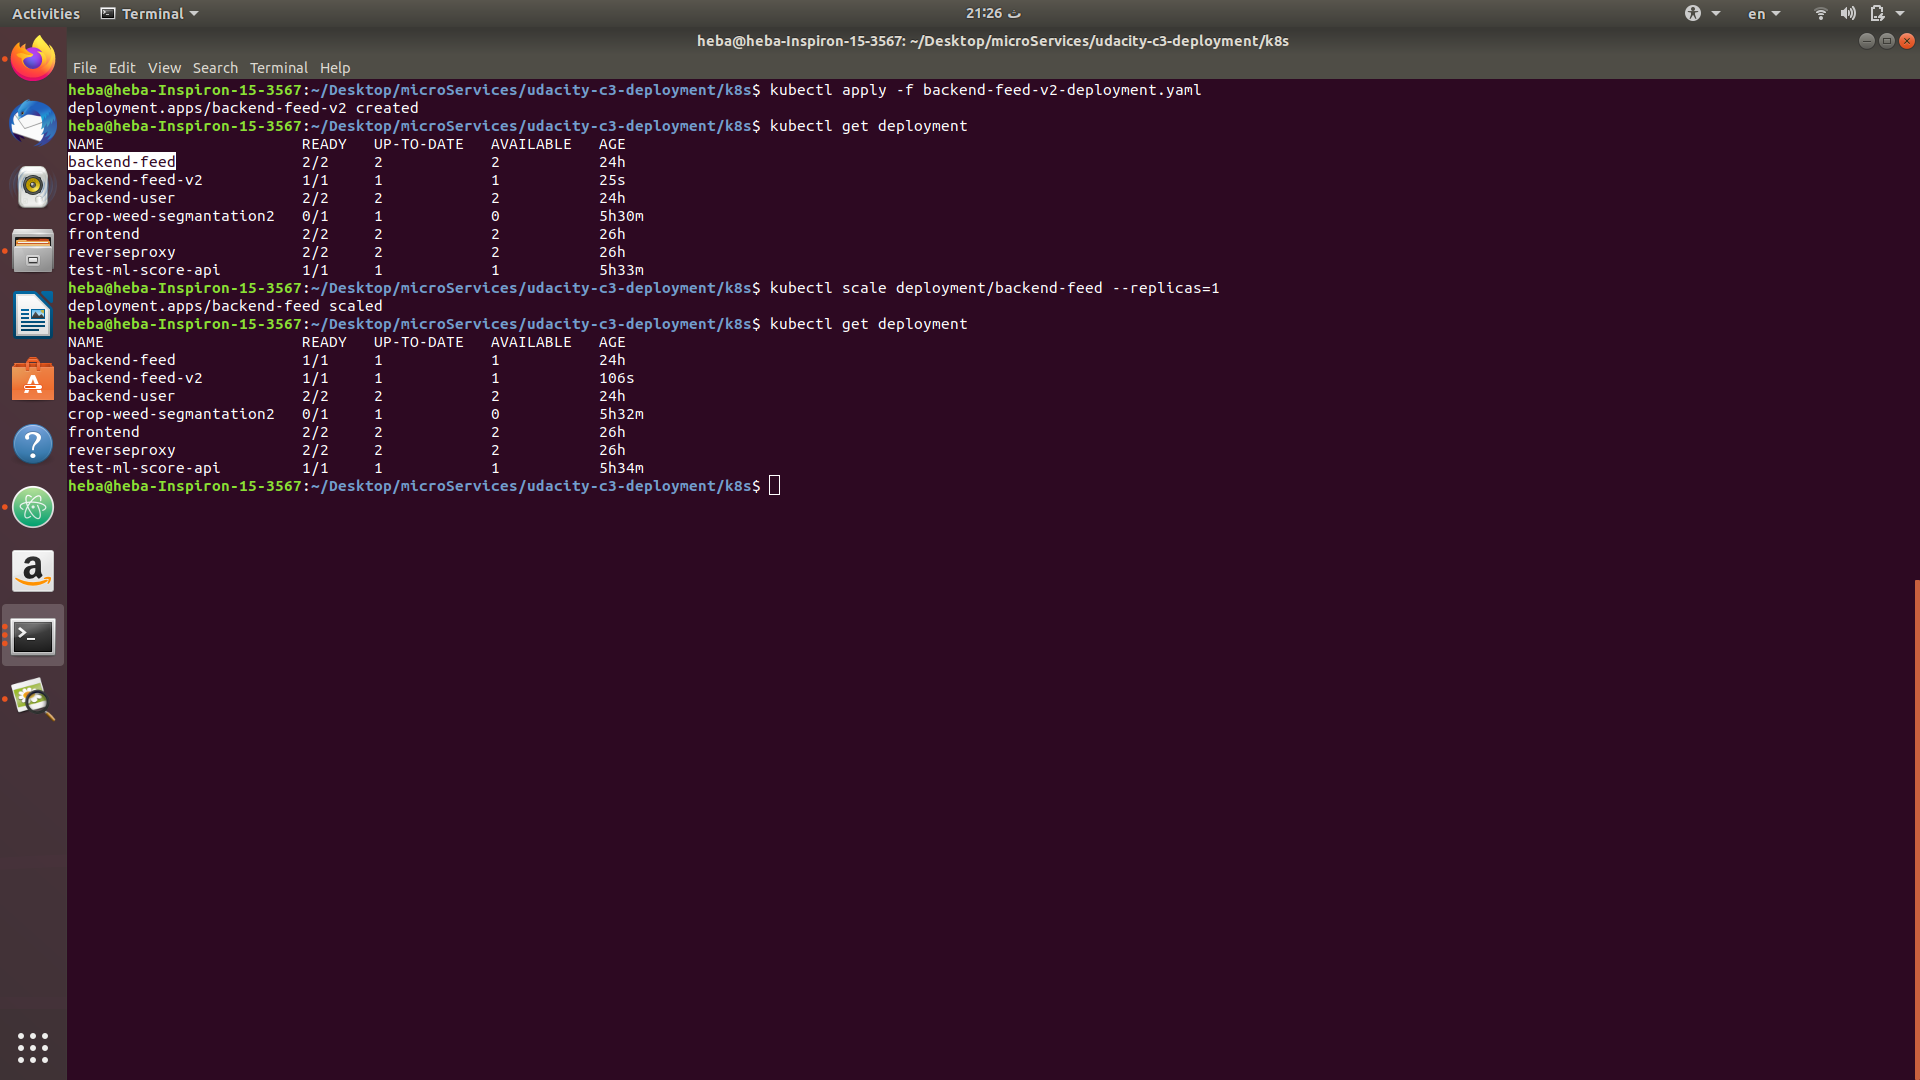 Activities Terminal 21:26 ث en
heba@heba-Inspiron-15-3567: ~/Desktop/microServices/udacity-c3-deployment/k8s
File Edit View Search Terminal Help
heba@heba-Inspiron-15-3567:~/Desktop/microServices/udacity-c3-deployment/k8s$ kubectl apply -f backend-feed-v2-deployment.yaml
deployment.apps/backend-feed-v2 created
heba@heba-Inspiron-15-3567:~/Desktop/microServices/udacity-c3-deployment/k8s$ kubectl get deployment
NAME READY UP-TO-DATE AVAILABLE AGE
backend-feed 2/2 2 2 24h
backend-feed-v2 1/1 1 1 25s
backend-user 2/2 2 2 24h
crop-weed-segmantation2 0/1 1 0 5h30m
frontend 2/2 2 2 26h
reverseproxy 2/2 2 2 26h
test-ml-score-api 1/1 1 1 5h33m
heba@heba-Inspiron-15-3567:~/Desktop/microServices/udacity-c3-deployment/k8s$ kubectl scale deployment/backend-feed --replicas=1
deployment.apps/backend-feed scaled
heba@heba-Inspiron-15-3567:~/Desktop/microServices/udacity-c3-deployment/k8s$ kubectl get deployment
NAME READY UP-TO-DATE AVAILABLE AGE
backend-feed 1/1 1 1 24h
backend-feed-v2 1/1 1 1 106s
backend-user 2/2 2 2 24h
crop-weed-segmantation2 0/1 1 0 5h32m
frontend 2/2 2 2 26h
reverseproxy 2/2 2 2 26h
test-ml-score-api 1/1 1 1 5h34m
heba@heba-Inspiron-15-3567:~/Desktop/microServices/udacity-c3-deployment/k8s$